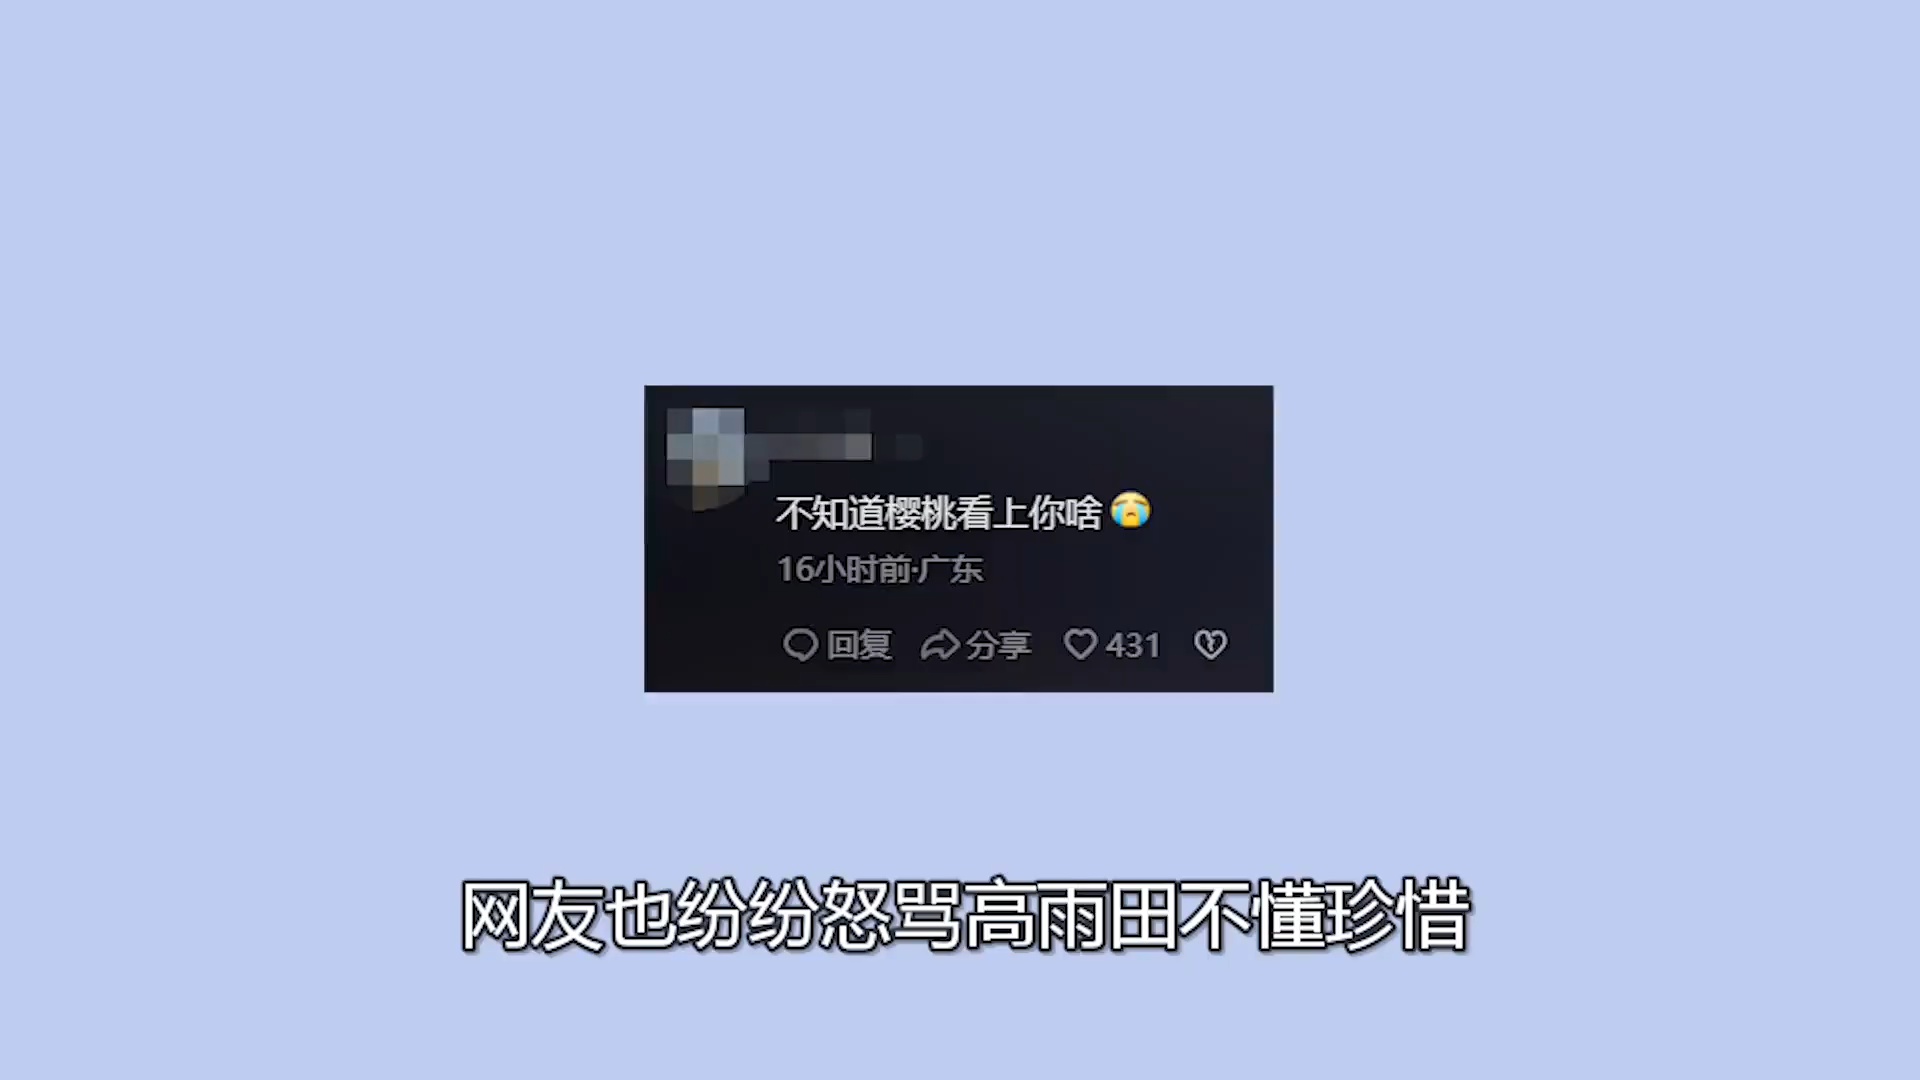 不知道樱桃看上你啥😭
16小时前·广东
回复 分享 431
网友也纷纷怒骂高雨田不懂珍惜